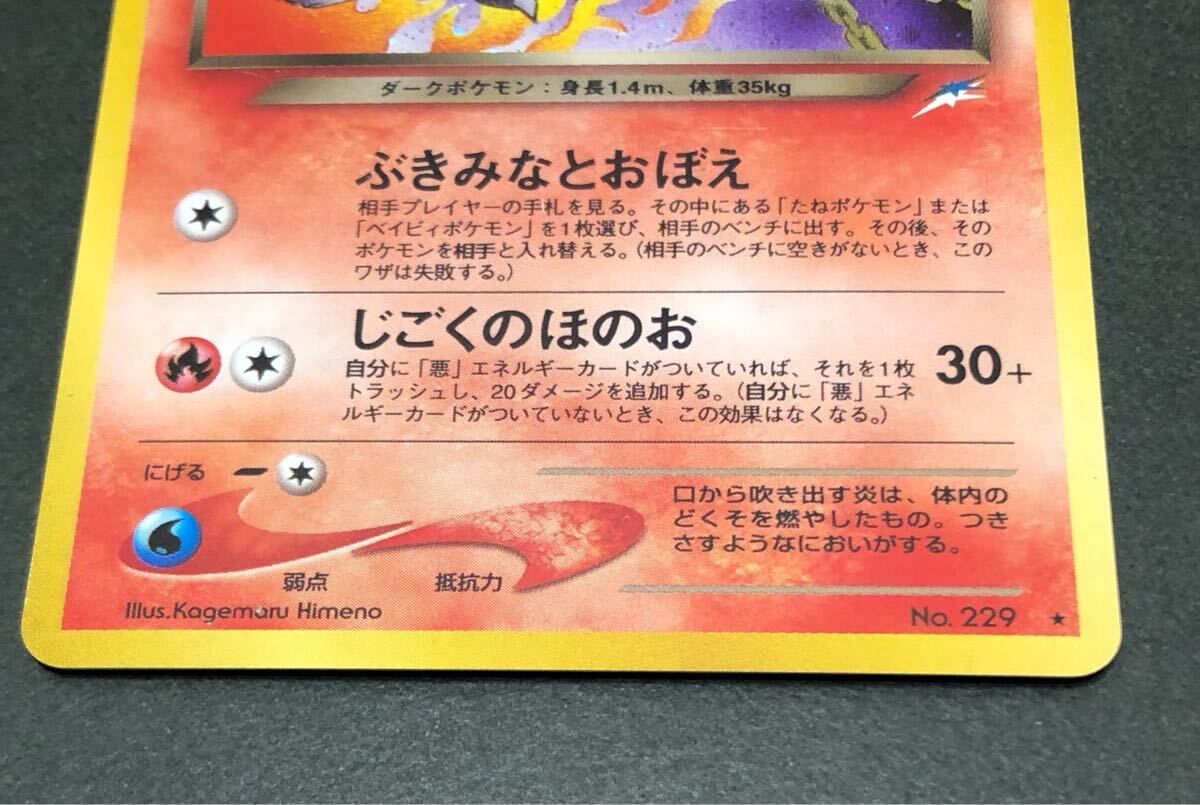 ダークポケモン：身長1.4m、体重35kg
ぶきみなとおぼえ
相手プレイヤーの手札を見る。その中にある「たねポケモン」または
「ベイビィポケモン」を1枚選び、相手のベンチに出す。その後、その
ポケモンを相手と入れ替える。（相手のベンチに空きがないとき、この
ワザは失敗する。）
じごくのほのお
30+
自分に「悪」エネルギーカードがついていれば、それを1枚
トラッシュし、20ダメージを追加する。（自分に「悪」エネ
ルギーカードがついていないとき、この効果はなくなる。）
にげる
口から吹き出す炎は、体内の
どくそを燃やしたもの。つき
さすようなにおいがする。
弱点
抵抗力
Illus.Kagemaru Himeno
No. 229 ★